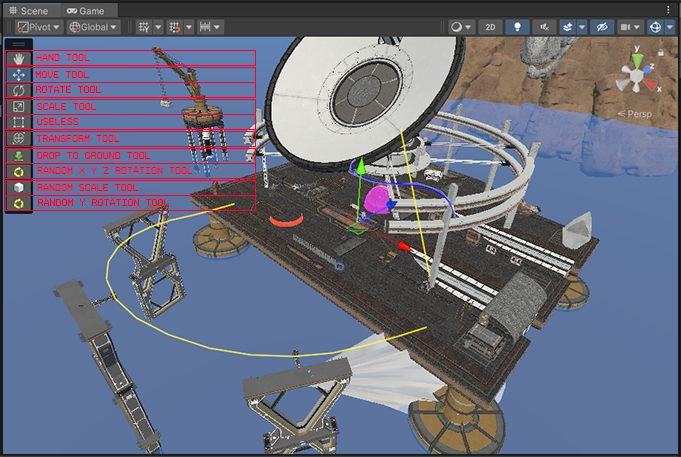 Scene Game
Pivot Global 2D
HAND TOOL
MOVE TOOL
ROTATE TOOL
SCALE TOOL
USELESS
TRANSFORM TOOL
DROP TO GROUND TOOL
RANDOM X Y Z ROTATION TOOL
RANDOM SCALE TOOL
RANDOM Y ROTATION TOOL
y
z
x
Persp